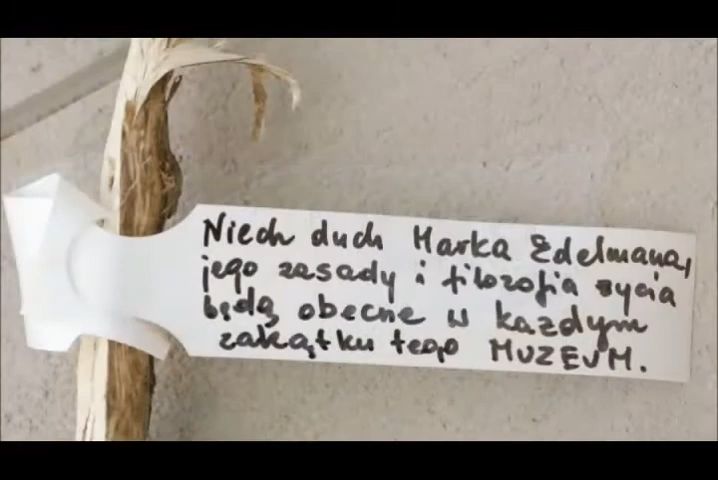 Niech duch Marka Edelmana,
jego zasady i filozofia życia
będą obecne w każdym
zakątku tego MUZEUM.